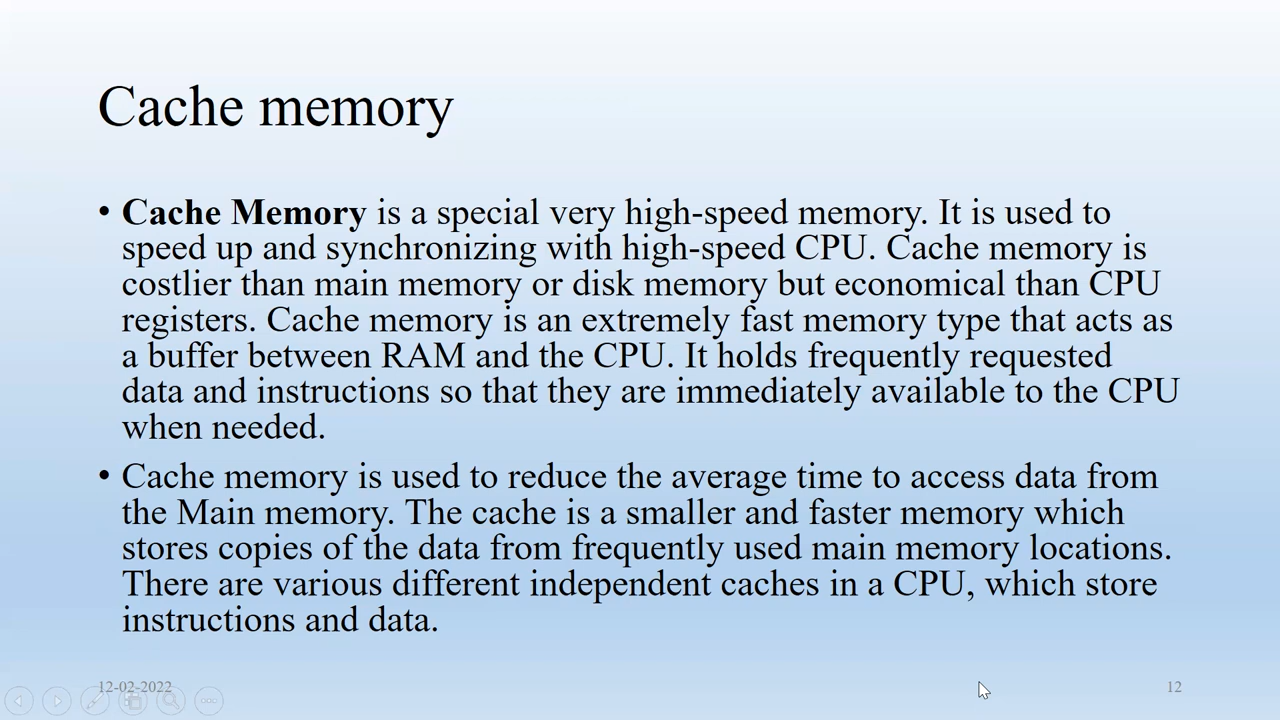 Cache memory
• Cache Memory is a special very high-speed memory. It is used to
speed up and synchronizing with high-speed CPU. Cache memory is
costlier than main memory or disk memory but economical than CPU
registers. Cache memory is an extremely fast memory type that acts as
a buffer between RAM and the CPU. It holds frequently requested
data and instructions so that they are immediately available to the CPU
when needed.
• Cache memory is used to reduce the average time to access data from
the Main memory. The cache is a smaller and faster memory which
stores copies of the data from frequently used main memory locations.
There are various different independent caches in a CPU, which store
instructions and data.
12-02-2022
12